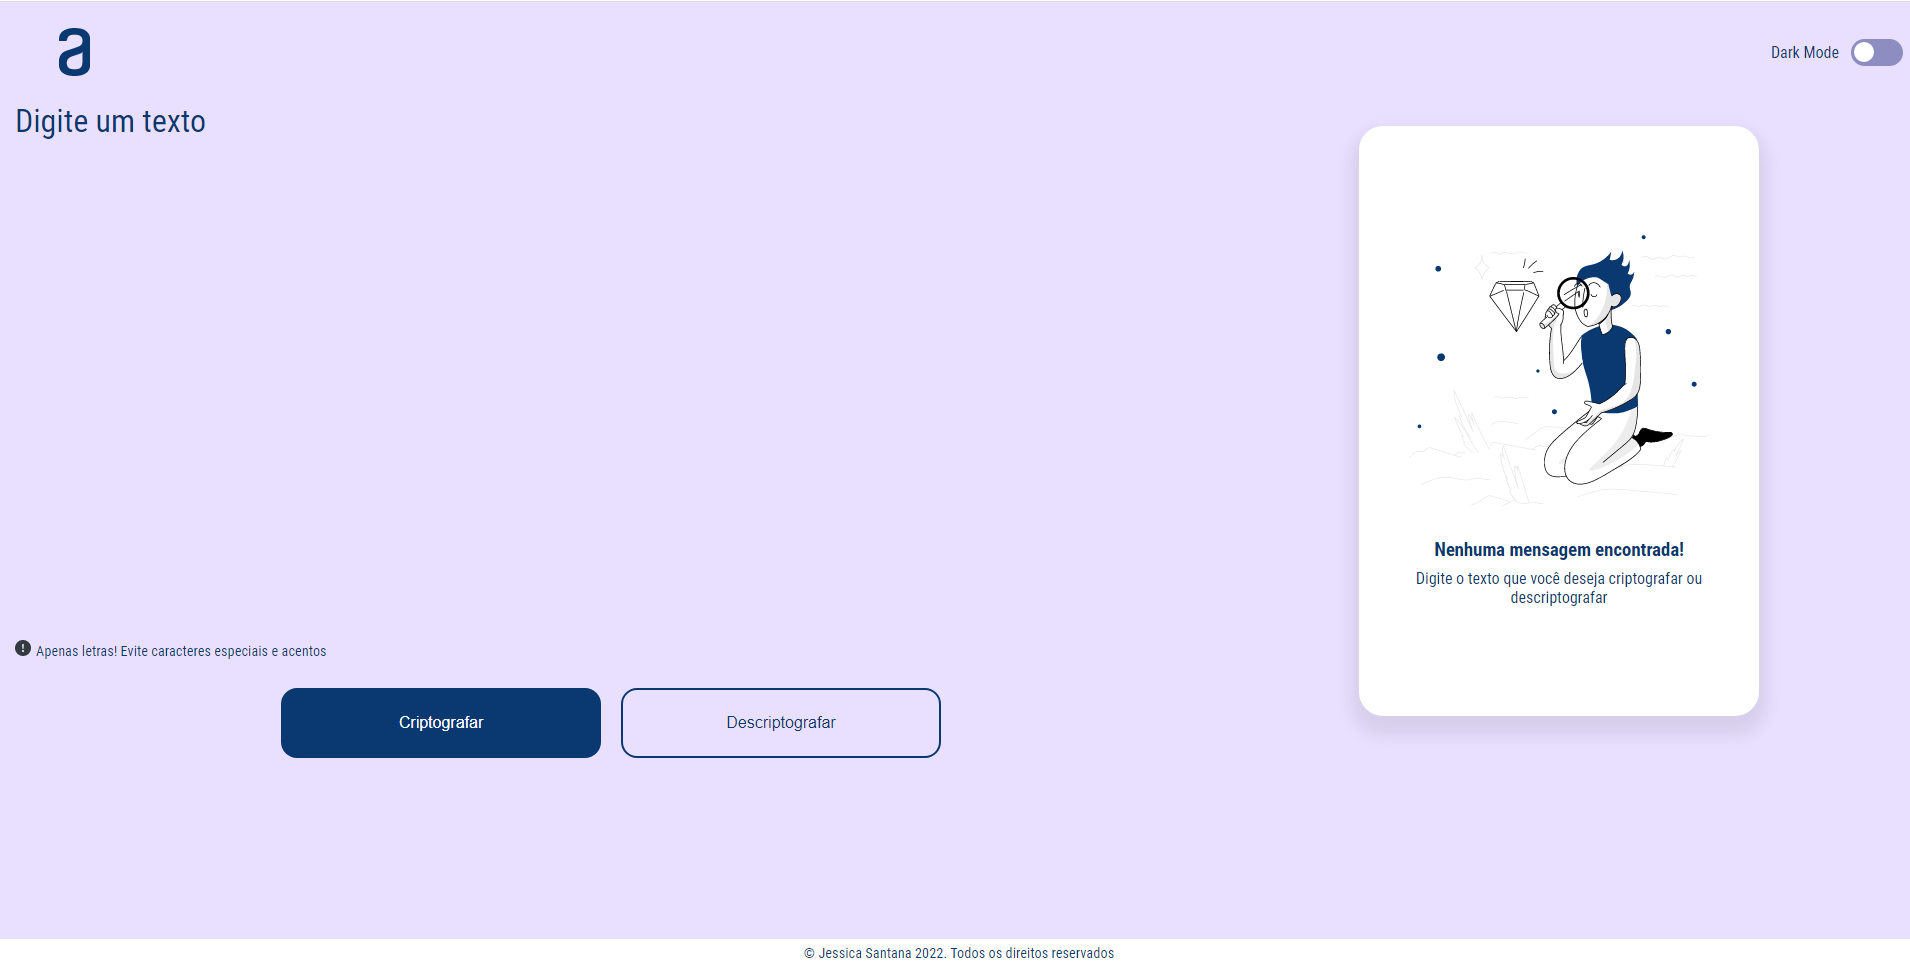 a
Dark Mode
Digite um texto
Nenhuma mensagem encontrada!
Digite o texto que você deseja criptografar ou
descriptografar
! Apenas letras! Evite caracteres especiais e acentos
Criptografar
Descriptografar
© Jessica Santana 2022. Todos os direitos reservados